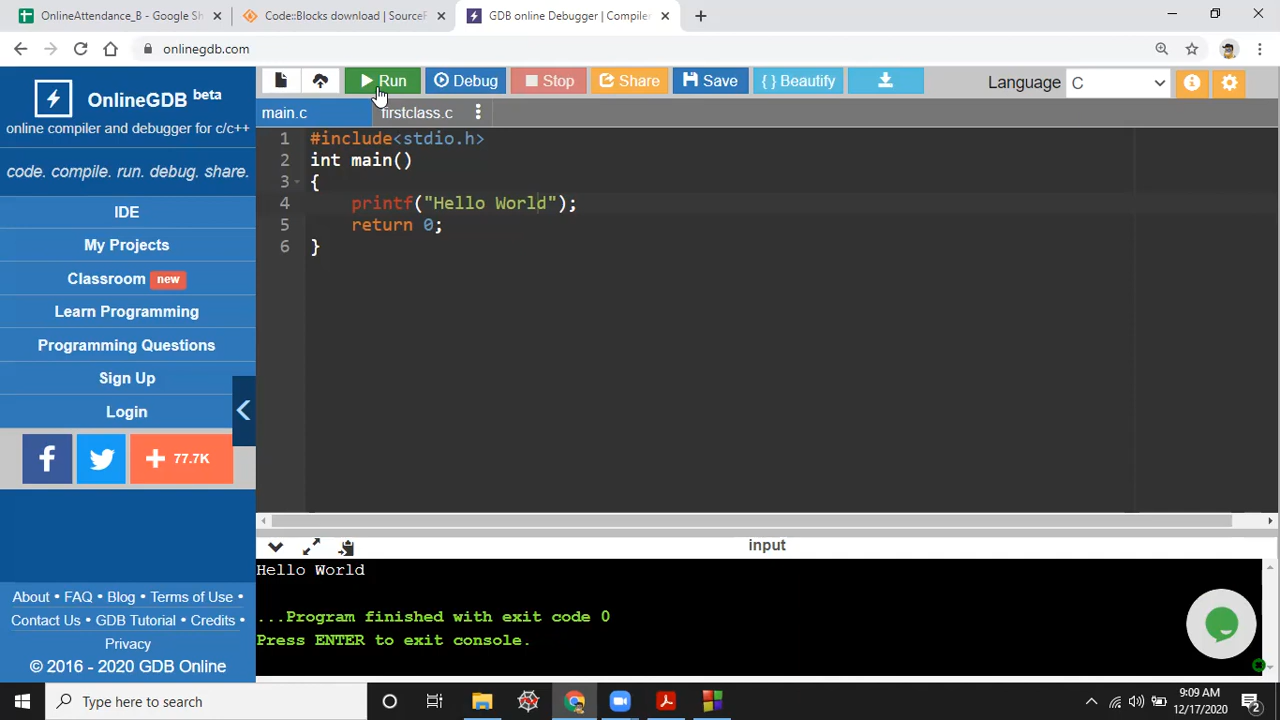 OnlineAttendance_B - Google Sh
Code::Blocks download | SourceF
GDB online Debugger | Compiler
onlinegdb.com
OnlineGDB beta
online compiler and debugger for c/c++
code. compile. run. debug. share.
IDE
My Projects
Classroom new
Learn Programming
Programming Questions
Sign Up
Login
77.7K
About • FAQ • Blog • Terms of Use •
Contact Us • GDB Tutorial • Credits •
Privacy
© 2016 - 2020 GDB Online
Run Debug Stop Share Save { } Beautify Language C
main.c firstclass.c
1 #include<stdio.h>
2 int main()
3 {
4 printf("Hello World");
5 return 0;
6 }
input
Hello World
...Program finished with exit code 0
Press ENTER to exit console.
Type here to search
9:09 AM
12/17/2020
2